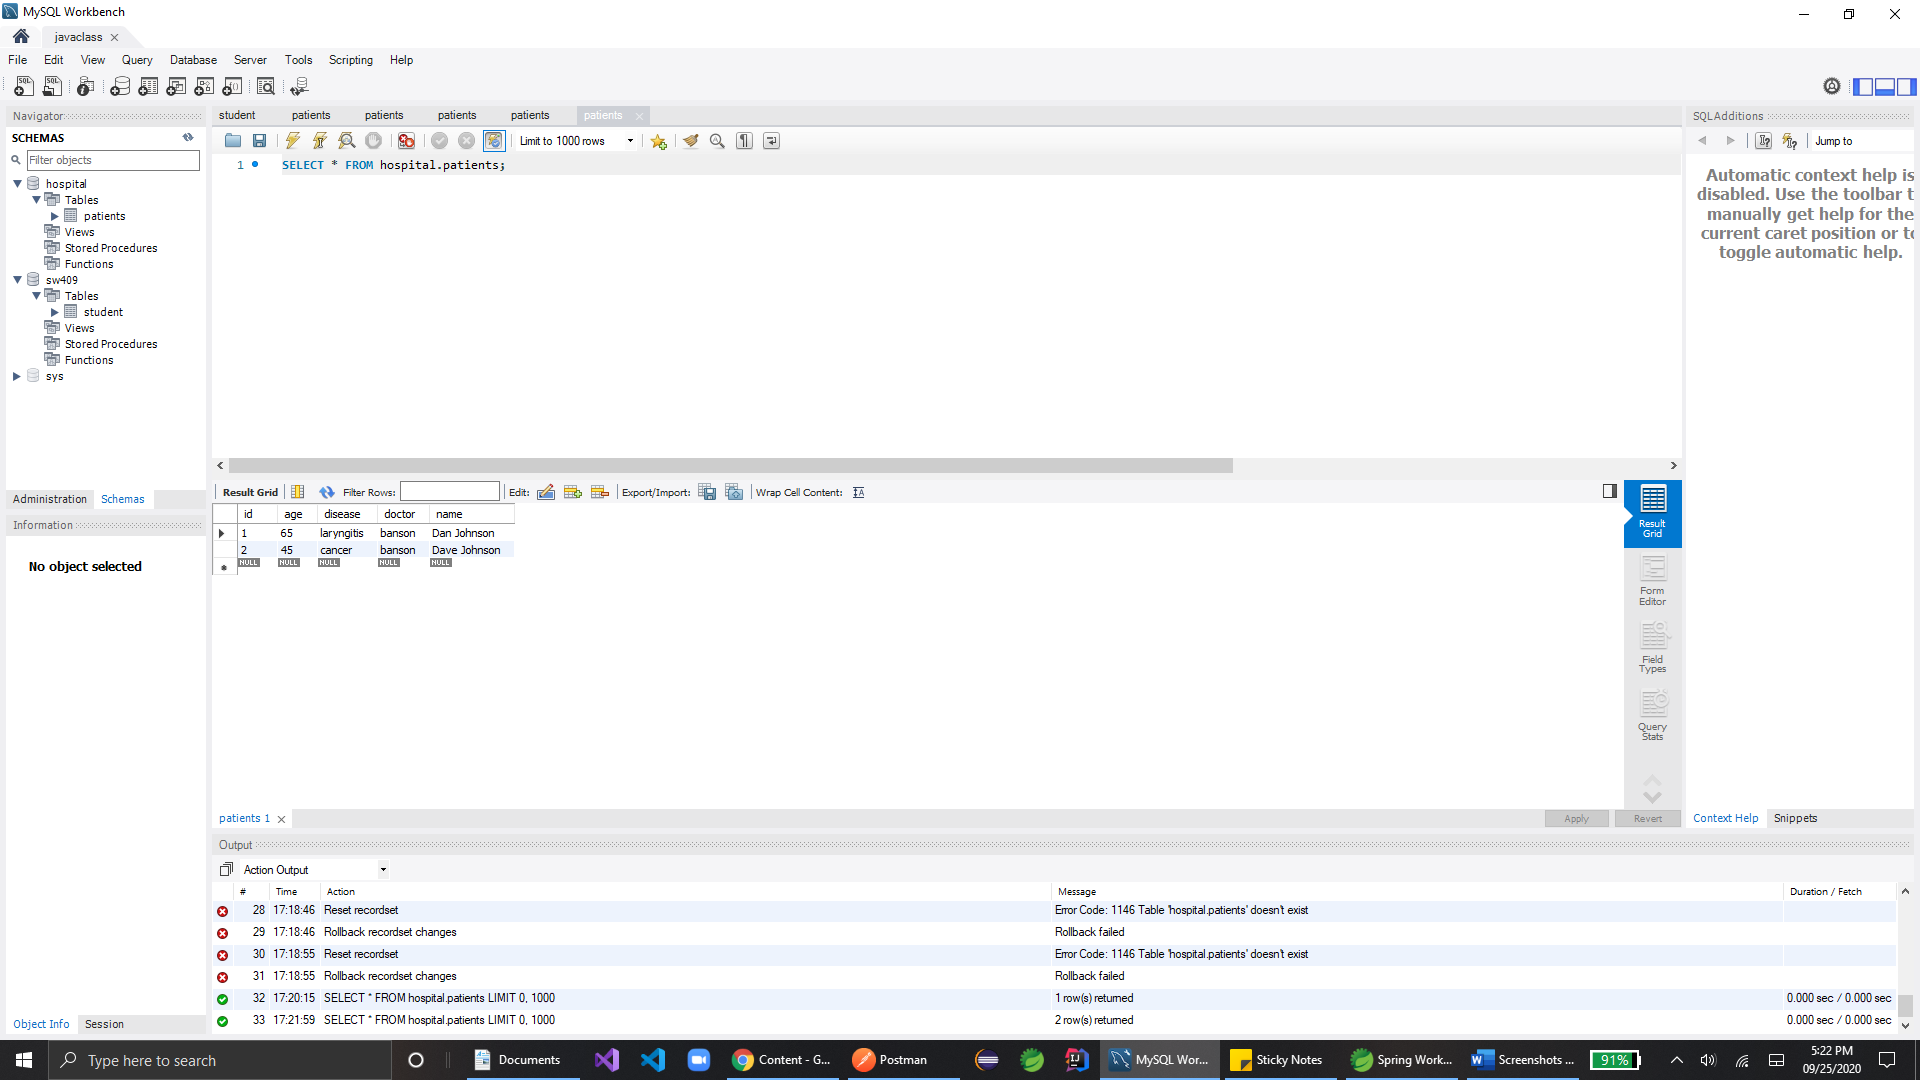 MySQL Workbench
javaclass
File Edit View Query Database Server Tools Scripting Help
Navigator
SCHEMAS
Filter objects
hospital
Tables
patients
Views
Stored Procedures
Functions
sw409
Tables
student
Views
Stored Procedures
Functions
sys
Administration Schemas
Information
No object selected
Object Info Session
student patients patients patients patients patients
Limit to 1000 rows
1 SELECT * FROM hospital.patients;
Result Grid Filter Rows: Edit: Export/Import: Wrap Cell Content:
id age disease doctor name
1 65 laryngitis banson Dan Johnson
2 45 cancer banson Dave Johnson
NULL NULL NULL NULL NULL
Result
Grid
Form
Editor
Field
Types
Query
Stats
patients 1
Apply Revert
SQLAdditions
Jump to
Automatic context help is
disabled. Use the toolbar t
manually get help for the
current caret position or to
toggle automatic help.
Context Help Snippets
Output
Action Output
# Time Action Message Duration / Fetch
28 17:18:46 Reset recordset Error Code: 1146 Table 'hospital.patients' doesn't exist
29 17:18:46 Rollback recordset changes Rollback failed
30 17:18:55 Reset recordset Error Code: 1146 Table 'hospital.patients' doesn't exist
31 17:18:55 Rollback recordset changes Rollback failed
32 17:20:15 SELECT * FROM hospital.patients LIMIT 0, 1000 1 row(s) returned 0.000 sec / 0.000 sec
33 17:21:59 SELECT * FROM hospital.patients LIMIT 0, 1000 2 row(s) returned 0.000 sec / 0.000 sec
Type here to search
Documents
Content - G...
Postman
MySQL Wor...
Sticky Notes
Spring Work...
Screenshots ...
91%
5:22 PM
09/25/2020